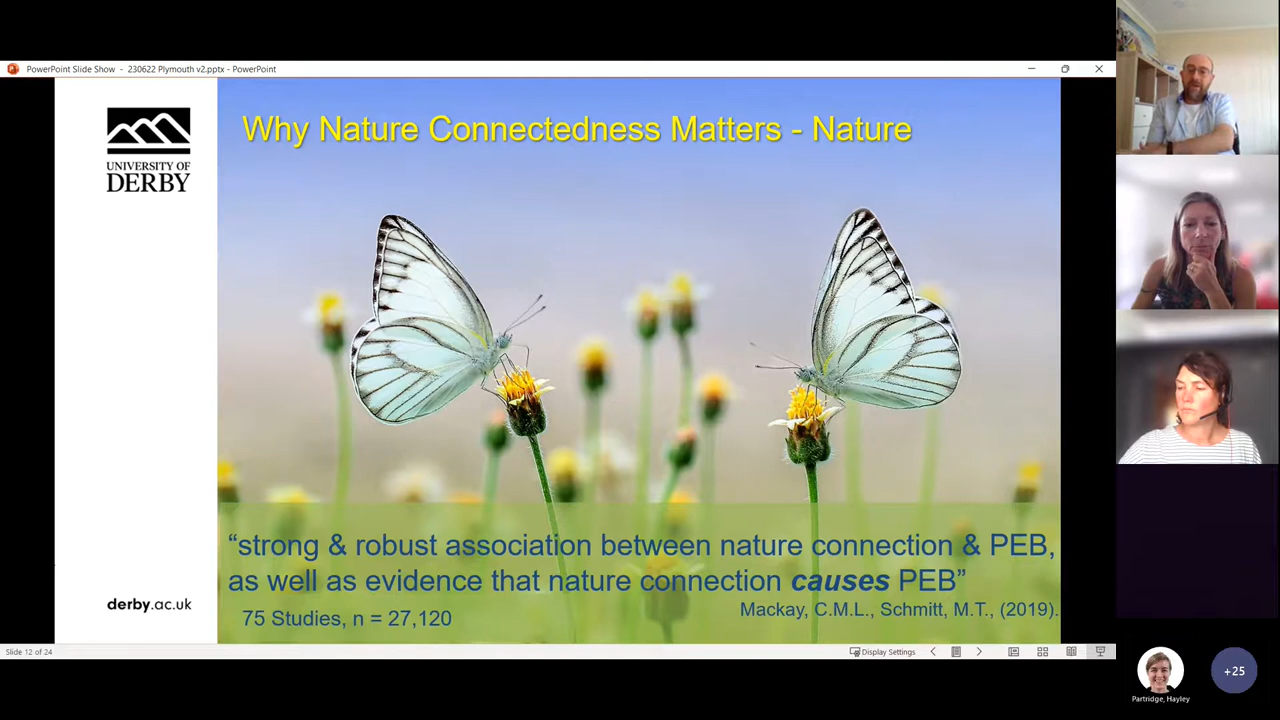 PowerPoint Slide Show - 230622 Plymouth v2.pptx - PowerPoint
UNIVERSITY OF
DERBY
Why Nature Connectedness Matters - Nature
“strong & robust association between nature connection & PEB,
as well as evidence that nature connection causes PEB”
75 Studies, n = 27,120
Mackay, C.M.L., Schmitt, M.T., (2019).
derby.ac.uk
Slide 12 of 24
Display Settings
Partridge, Hayley
+25